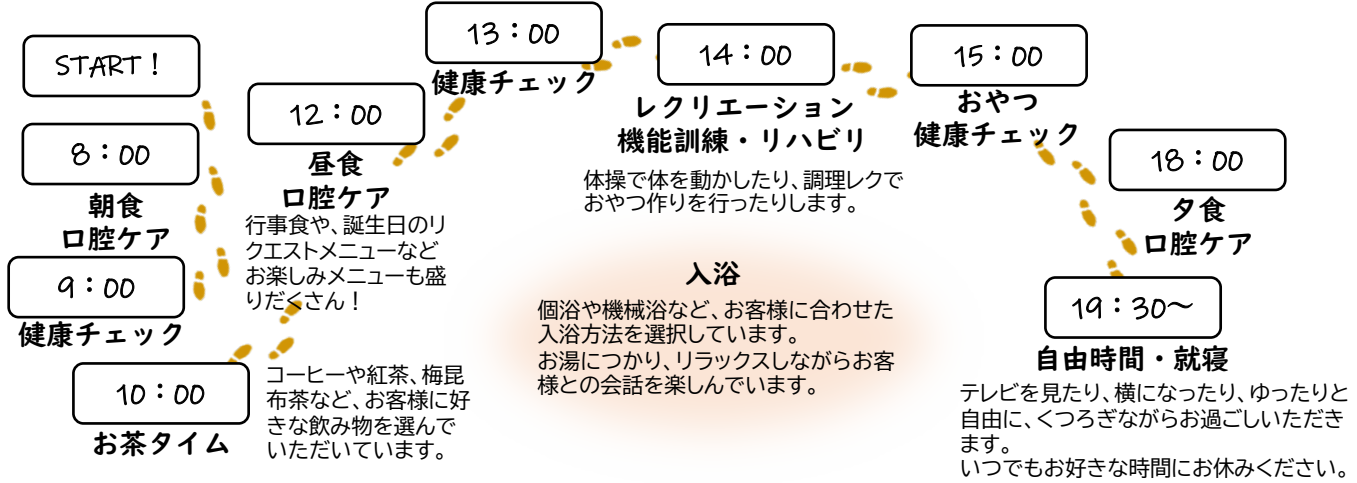 START！
8：00
朝食
口腔ケア
9：00
健康チェック
10：00
お茶タイム
コーヒーや紅茶、梅昆
布茶など、お客様に好
きな飲み物を選んで
いただいています。
12：00
昼食
口腔ケア
行事食や、誕生日のリ
クエストメニューなど
お楽しみメニューも盛
りだくさん！
13：00
健康チェック
14：00
レクリエーション
機能訓練・リハビリ
体操で体を動かしたり、調理レクで
おやつ作りを行ったりします。
入浴
個浴や機械浴など、お客様に合わせた
入浴方法を選択しています。
お湯につかり、リラックスしながらお客
様との会話を楽しんでいます。
15：00
おやつ
健康チェック
18：00
夕食
口腔ケア
19：30～
自由時間・就寝
テレビを見たり、横になったり、ゆったりと
自由に、くつろぎながらお過ごしいただき
ます。
いつでもお好きな時間にお休みください。